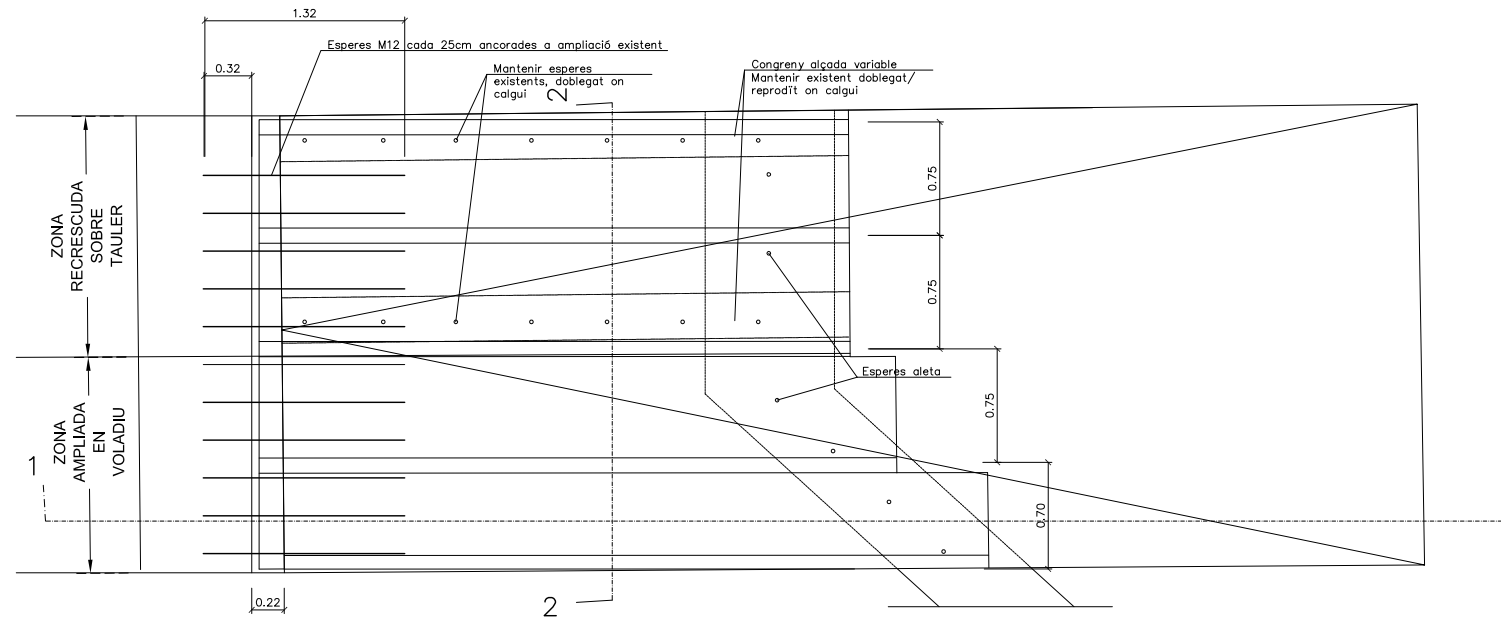 1.32
Esperes M12 cada 25cm ancorades a ampliació existent
0.32
Mantenir esperes
existents, doblegat on
calgui
2
Congreny alçada variable
Mantenir existent doblegat/
reprodït on calgui
ZONA
RECRESCUDA
SOBRE
TAULER
0.75
0.75
Esperes aleta
0.75
ZONA
AMPLIADA
EN
VOLADIU
1
0.70
0.22
2